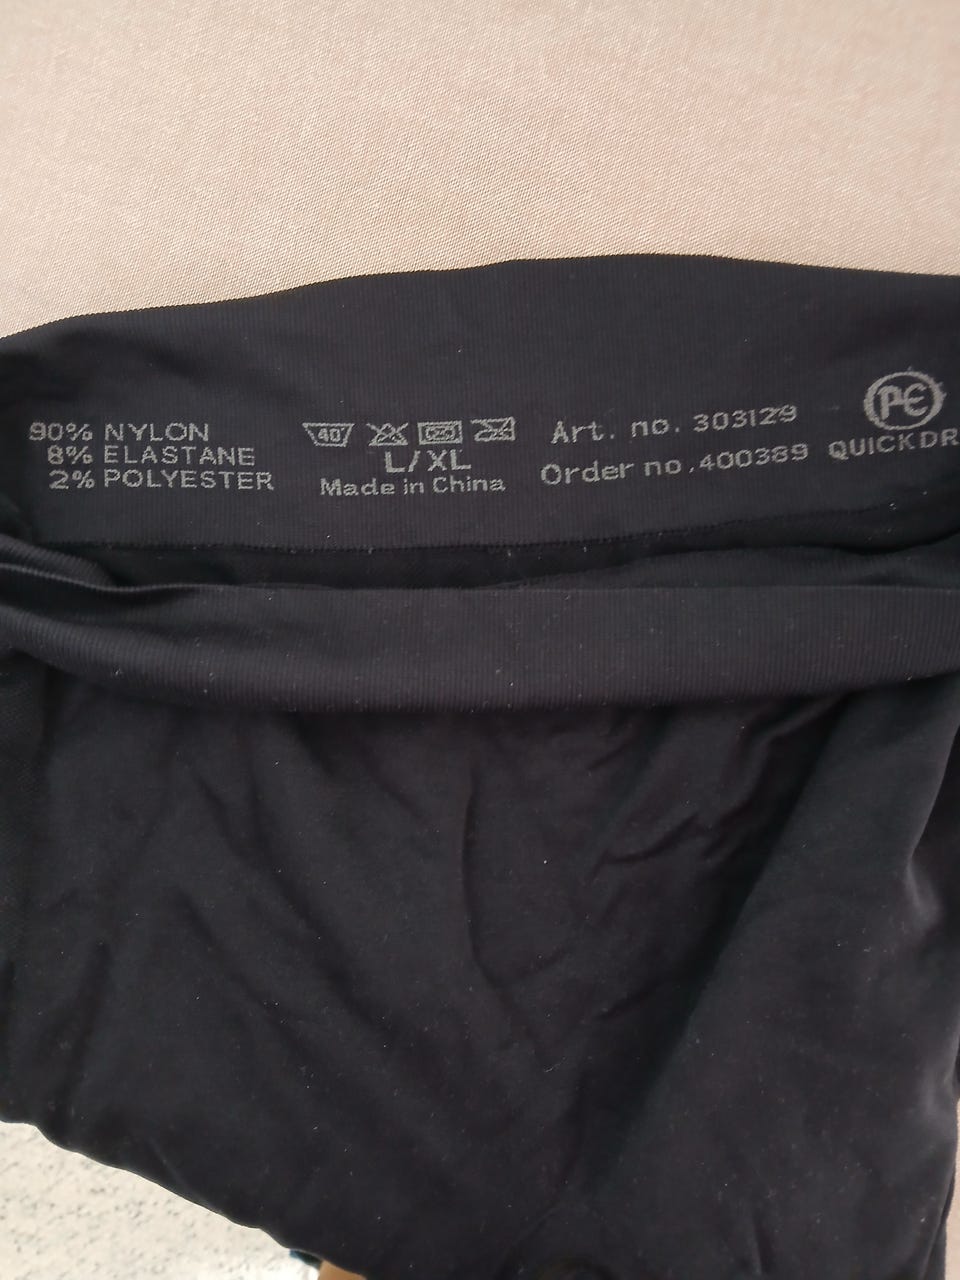 90% NYLON
8% ELASTANE
2% POLYESTER
40
L/XL
Made in China
Art. no. 303129
Order no. 400389
PE
QUICKDR